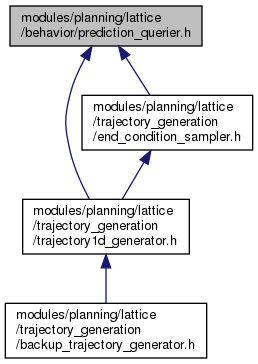 modules/planning/lattice
/behavior/prediction_querier.h
modules/planning/lattice
/trajectory_generation
/end_condition_sampler.h
modules/planning/lattice
/trajectory_generation
/trajectory1d_generator.h
modules/planning/lattice
/trajectory_generation
/backup_trajectory_generator.h